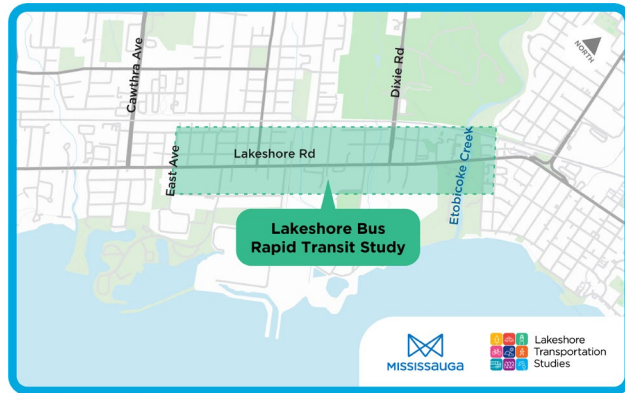 Cawthra Ave
Dixie Rd
NORTH
East Ave
Lakeshore Rd
Etobicoke Creek
Lakeshore Bus
Rapid Transit Study
MISSISSAUGA
Lakeshore
Transportation
Studies